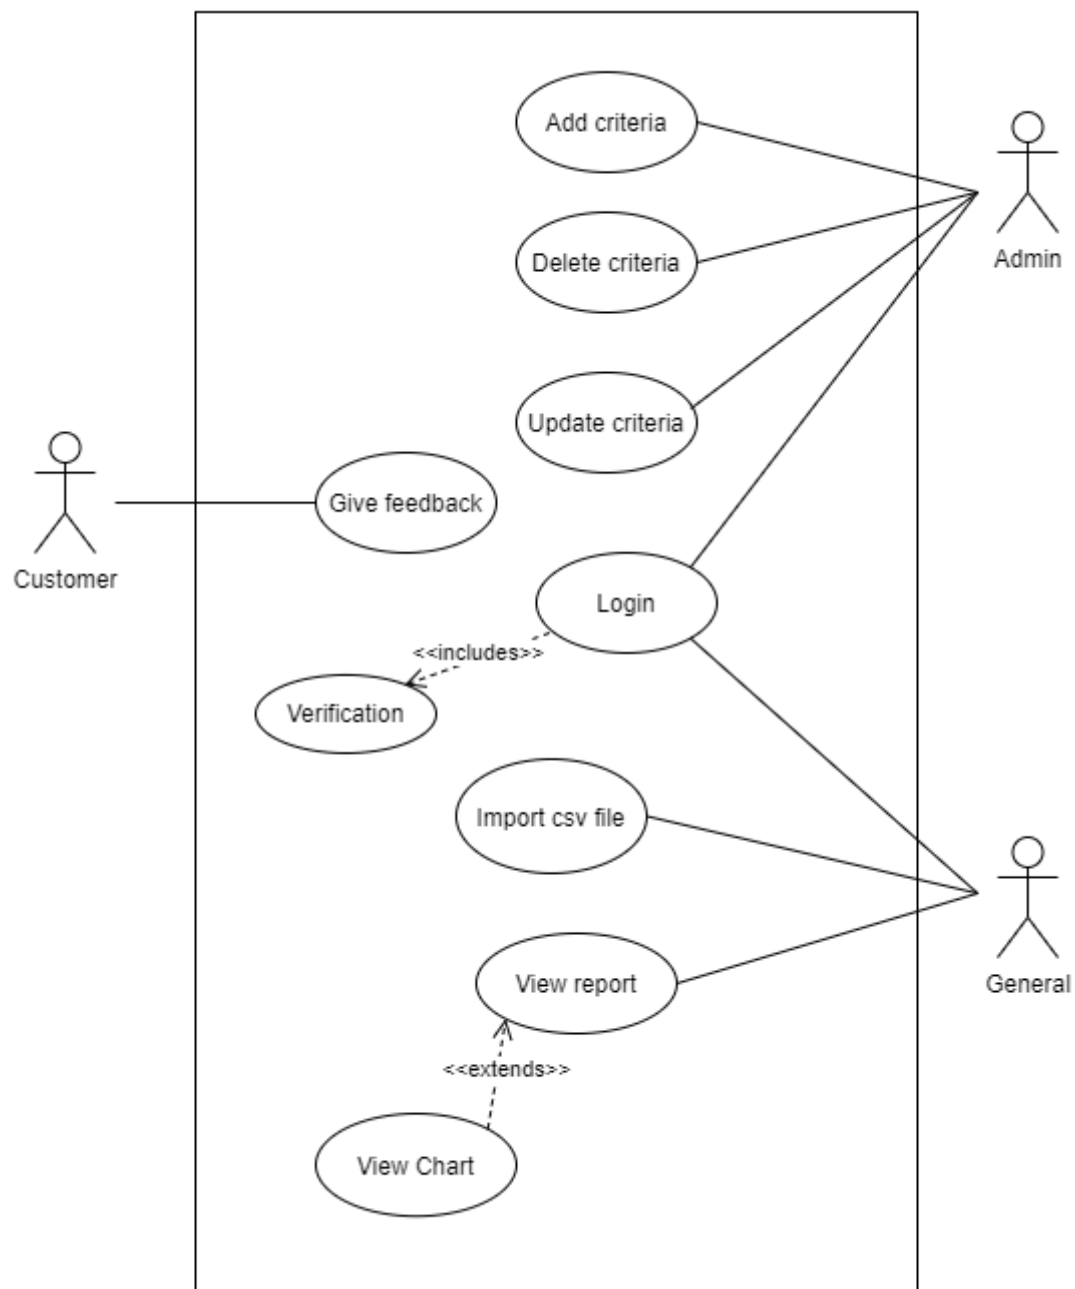 Add criteria
Admin
Delete criteria
Update criteria
Give feedback
Customer
Login
<<includes>>
Verification
Import csv file
View report
General
<<extends>>
View Chart